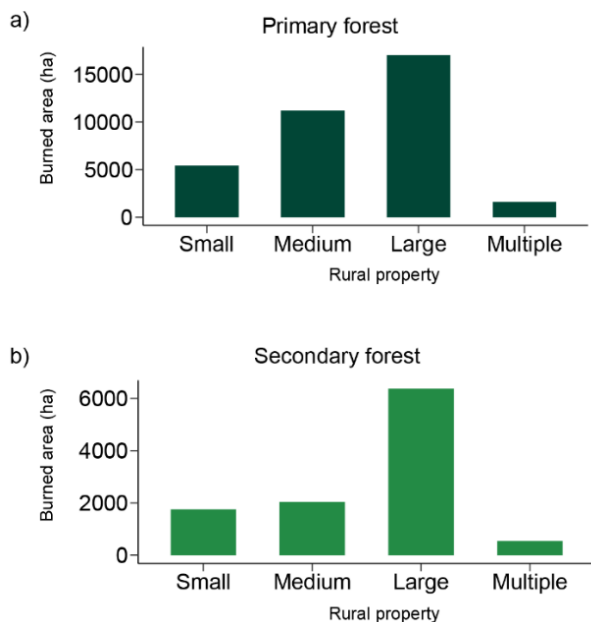 a)
Primary forest
Burned area (ha)
15000
10000
5000
0
Small Medium Large Multiple
Rural property
b)
Secondary forest
Burned area (ha)
6000
4000
2000
0
Small Medium Large Multiple
Rural property